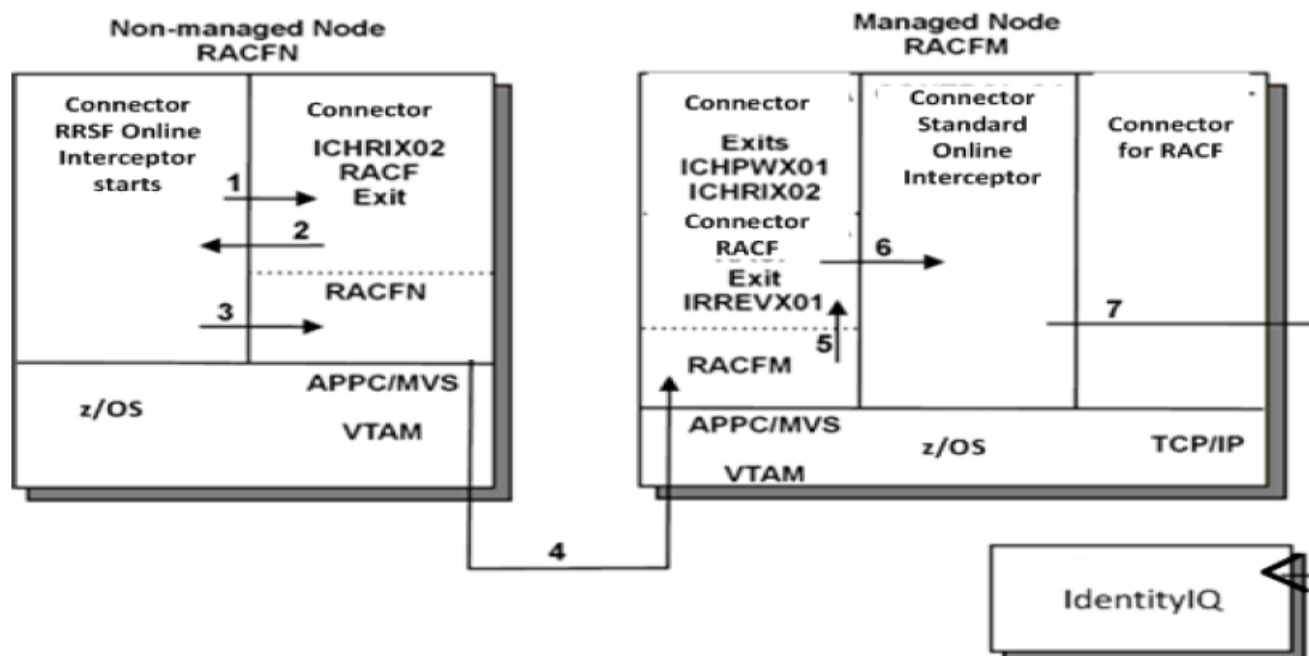 Non-managed Node
RACFN
Connector
RRSF Online
Interceptor
starts
Connector
ICHRIX02
RACF
Exit
1
2
RACFN
3
z/OS
APPC/MVS
VTAM
4
Managed Node
RACFM
Connector
Exits
ICHPWX01
ICHRIX02
Connector
RACF
Exit
IRREVX01
5
RACFM
Connector
Standard
Online
Interceptor
6
Connector
for RACF
7
APPC/MVS
VTAM
z/OS
TCP/IP
IdentityIQ